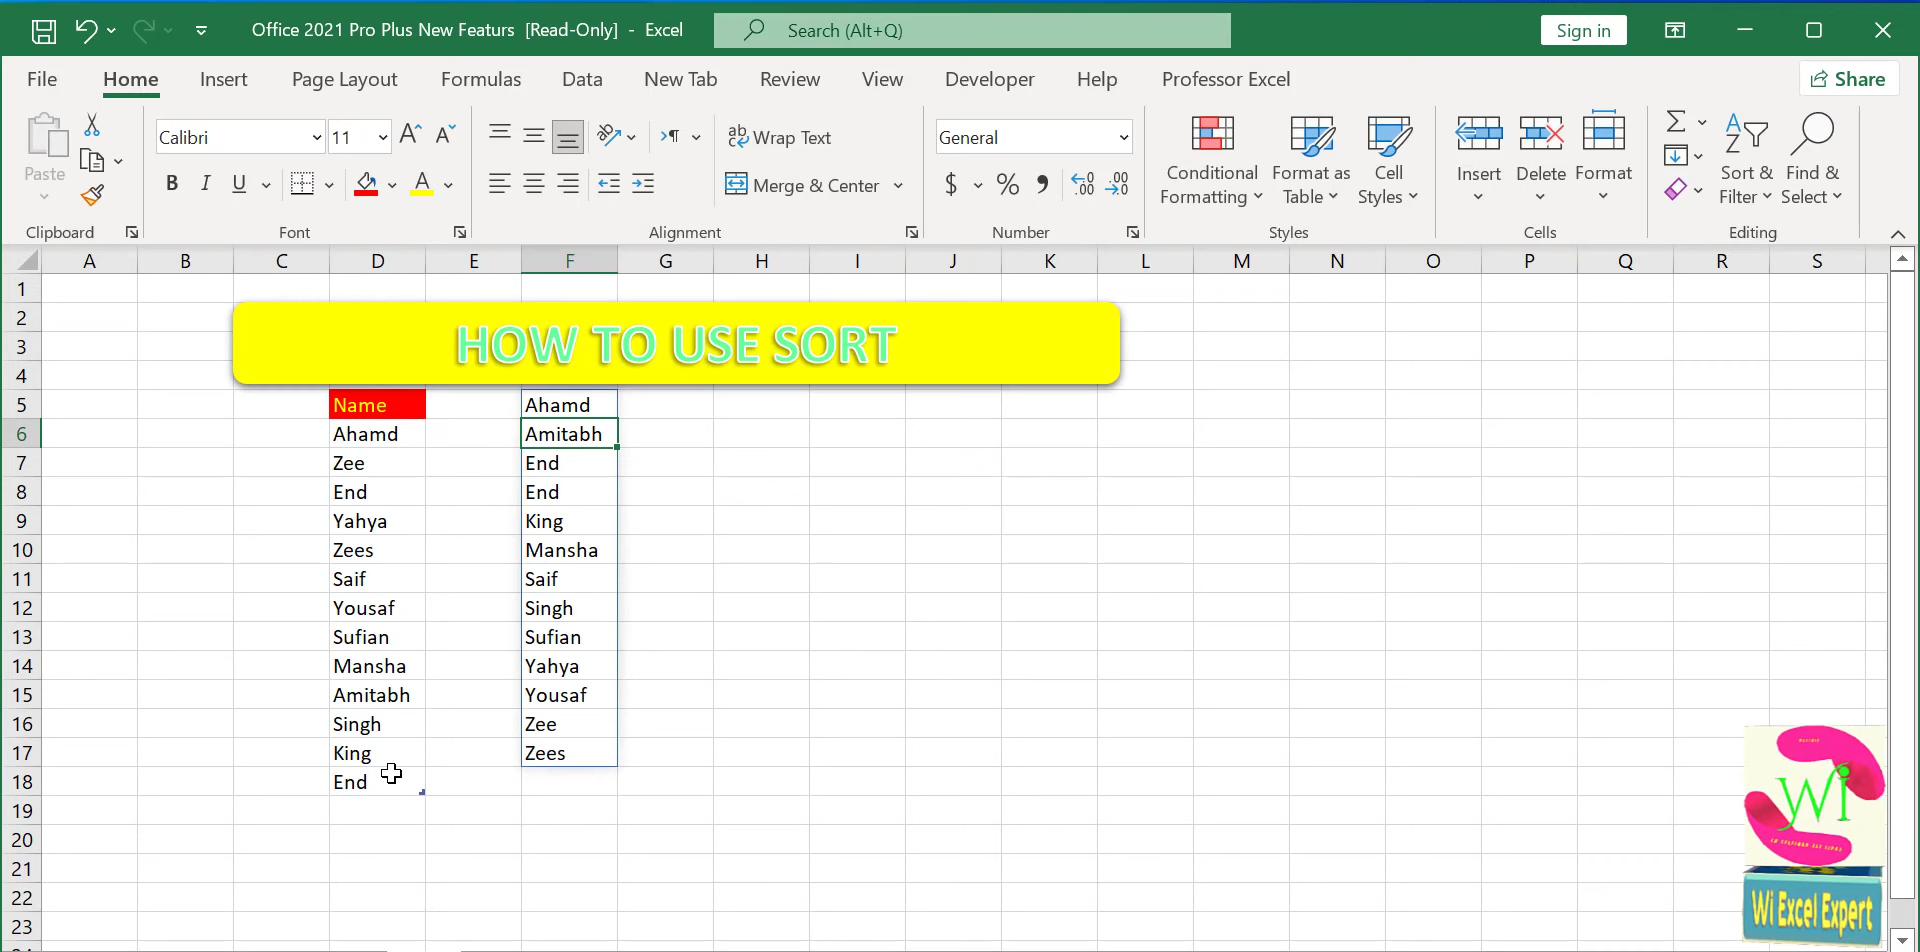 Office 2021 Pro Plus New Featurs [Read-Only] - Excel
Search (Alt+Q)
Sign in
File Home Insert Page Layout Formulas Data New Tab Review View Developer Help Professor Excel
Share
Paste
Clipboard
Calibri 11
B I U
Font
Wrap Text
Merge & Center
Alignment
General
$ % , .00
Number
Conditional Formatting
Format as Table
Cell Styles
Styles
Insert Delete Format
Cells
Sort & Filter
Find & Select
Editing
A B C D E F G H I J K L M N O P Q R S
1
2
3
4
HOW TO USE SORT
5 Name Ahamd
6 Ahamd Amitabh
7 Zee End
8 End End
9 Yahya King
10 Zees Mansha
11 Saif Saif
12 Yousaf Singh
13 Sufian Sufian
14 Mansha Yahya
15 Amitabh Yousaf
16 Singh Zee
17 King Zees
18 End
19
20
21
22
23
Wi
Wi Excel Expert